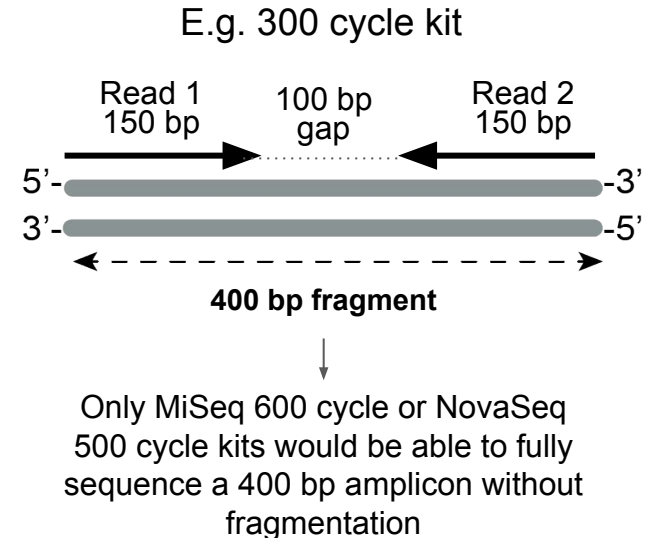 E.g. 300 cycle kit
Read 1 100 bp Read 2
150 bp gap 150 bp
5’- -3’
3’- -5’
400 bp fragment
Only MiSeq 600 cycle or NovaSeq
500 cycle kits would be able to fully
sequence a 400 bp amplicon without
fragmentation